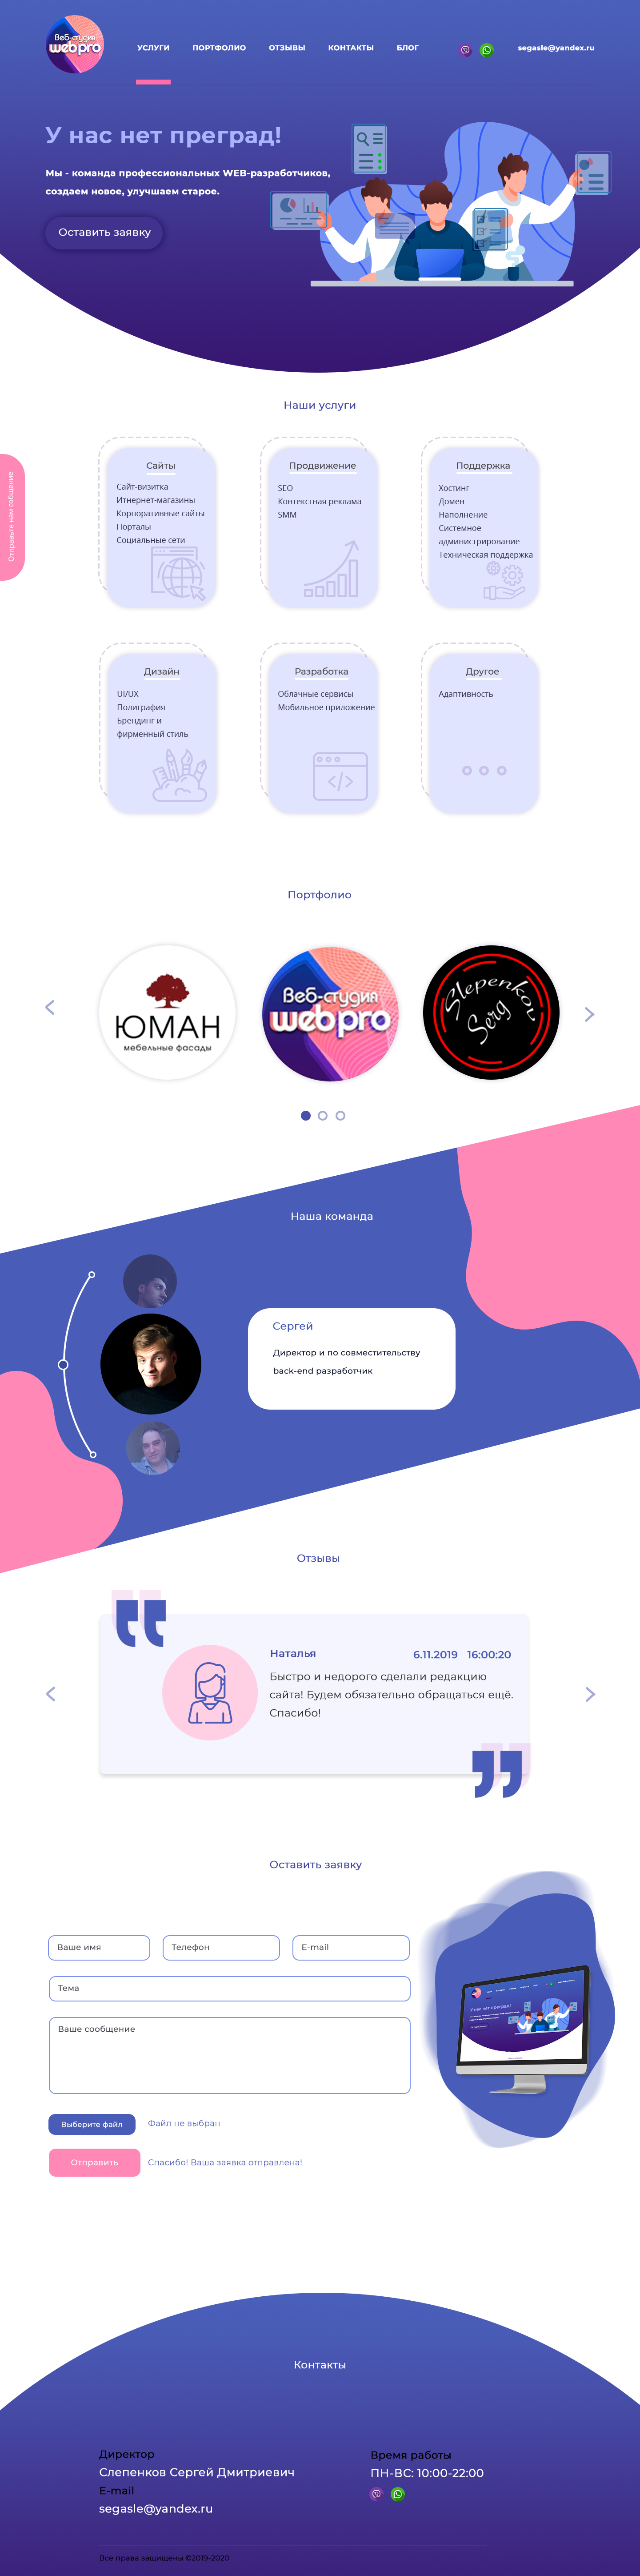 Веб-студия
webpro
УСЛУГИ ПОРТФОЛИО ОТЗЫВЫ КОНТАКТЫ БЛОГ
segasle@yandex.ru
У нас нет преград!
Мы - команда профессиональных WEB-разработчиков,
создаем новое, улучшаем старое.
Оставить заявку
Наши услуги
Отправьте нам собщение
Сайты
Сайт-визитка
Итнернет-магазины
Корпоративные сайты
Порталы
Социальные сети
Продвижение
SEO
Контекстная реклама
SMM
Поддержка
Хостинг
Домен
Наполнение
Системное
администрирование
Техническая поддержка
Дизайн
UI/UX
Полиграфия
Брендинг и
фирменный стиль
Разработка
Облачные сервисы
Мобильное приложение
Другое
Адаптивность
Портфолио
ЮМАН
мебельные фасады
Веб-студия
webpro
Slepenkov
Serg
Наша команда
Сергей
Директор и по совместительству
back-end разработчик
Отзывы
Наталья 6.11.2019 16:00:20
Быстро и недорого сделали редакцию
сайта! Будем обязательно обращаться ещё.
Спасибо!
Оставить заявку
Ваше имя Телефон E-mail
Тема
Ваше сообщение
Выберите файл Файл не выбран
Отправить Спасибо! Ваша заявка отправлена!
У нас нет преград!
Контакты
Директор
Слепенков Сергей Дмитриевич
E-mail
segasle@yandex.ru
Время работы
ПН-ВС: 10:00-22:00
Все права защищены ©2019-2020